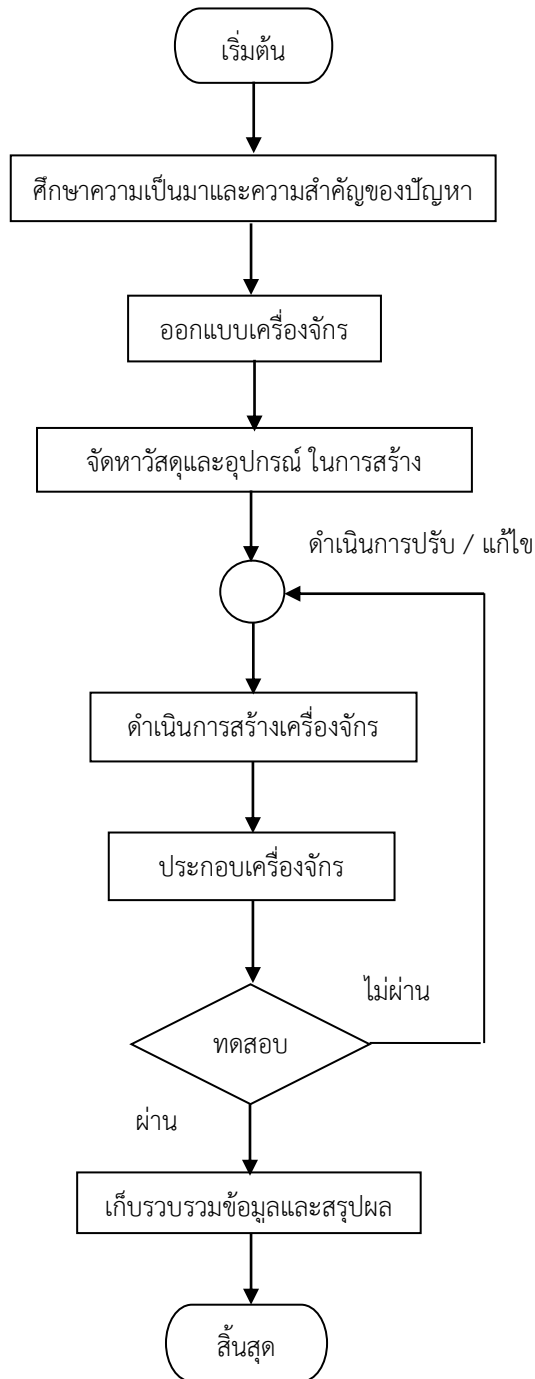 เริ่มต้น
ศึกษาความเป็นมาและความสำคัญของปัญหา
ออกแบบเครื่องจักร
จัดหาวัสดุและอุปกรณ์ ในการสร้าง
ดำเนินการปรับ / แก้ไข
ดำเนินการสร้างเครื่องจักร
ประกอบเครื่องจักร
ไม่ผ่าน
ทดสอบ
ผ่าน
เก็บรวบรวมข้อมูลและสรุปผล
สิ้นสุด